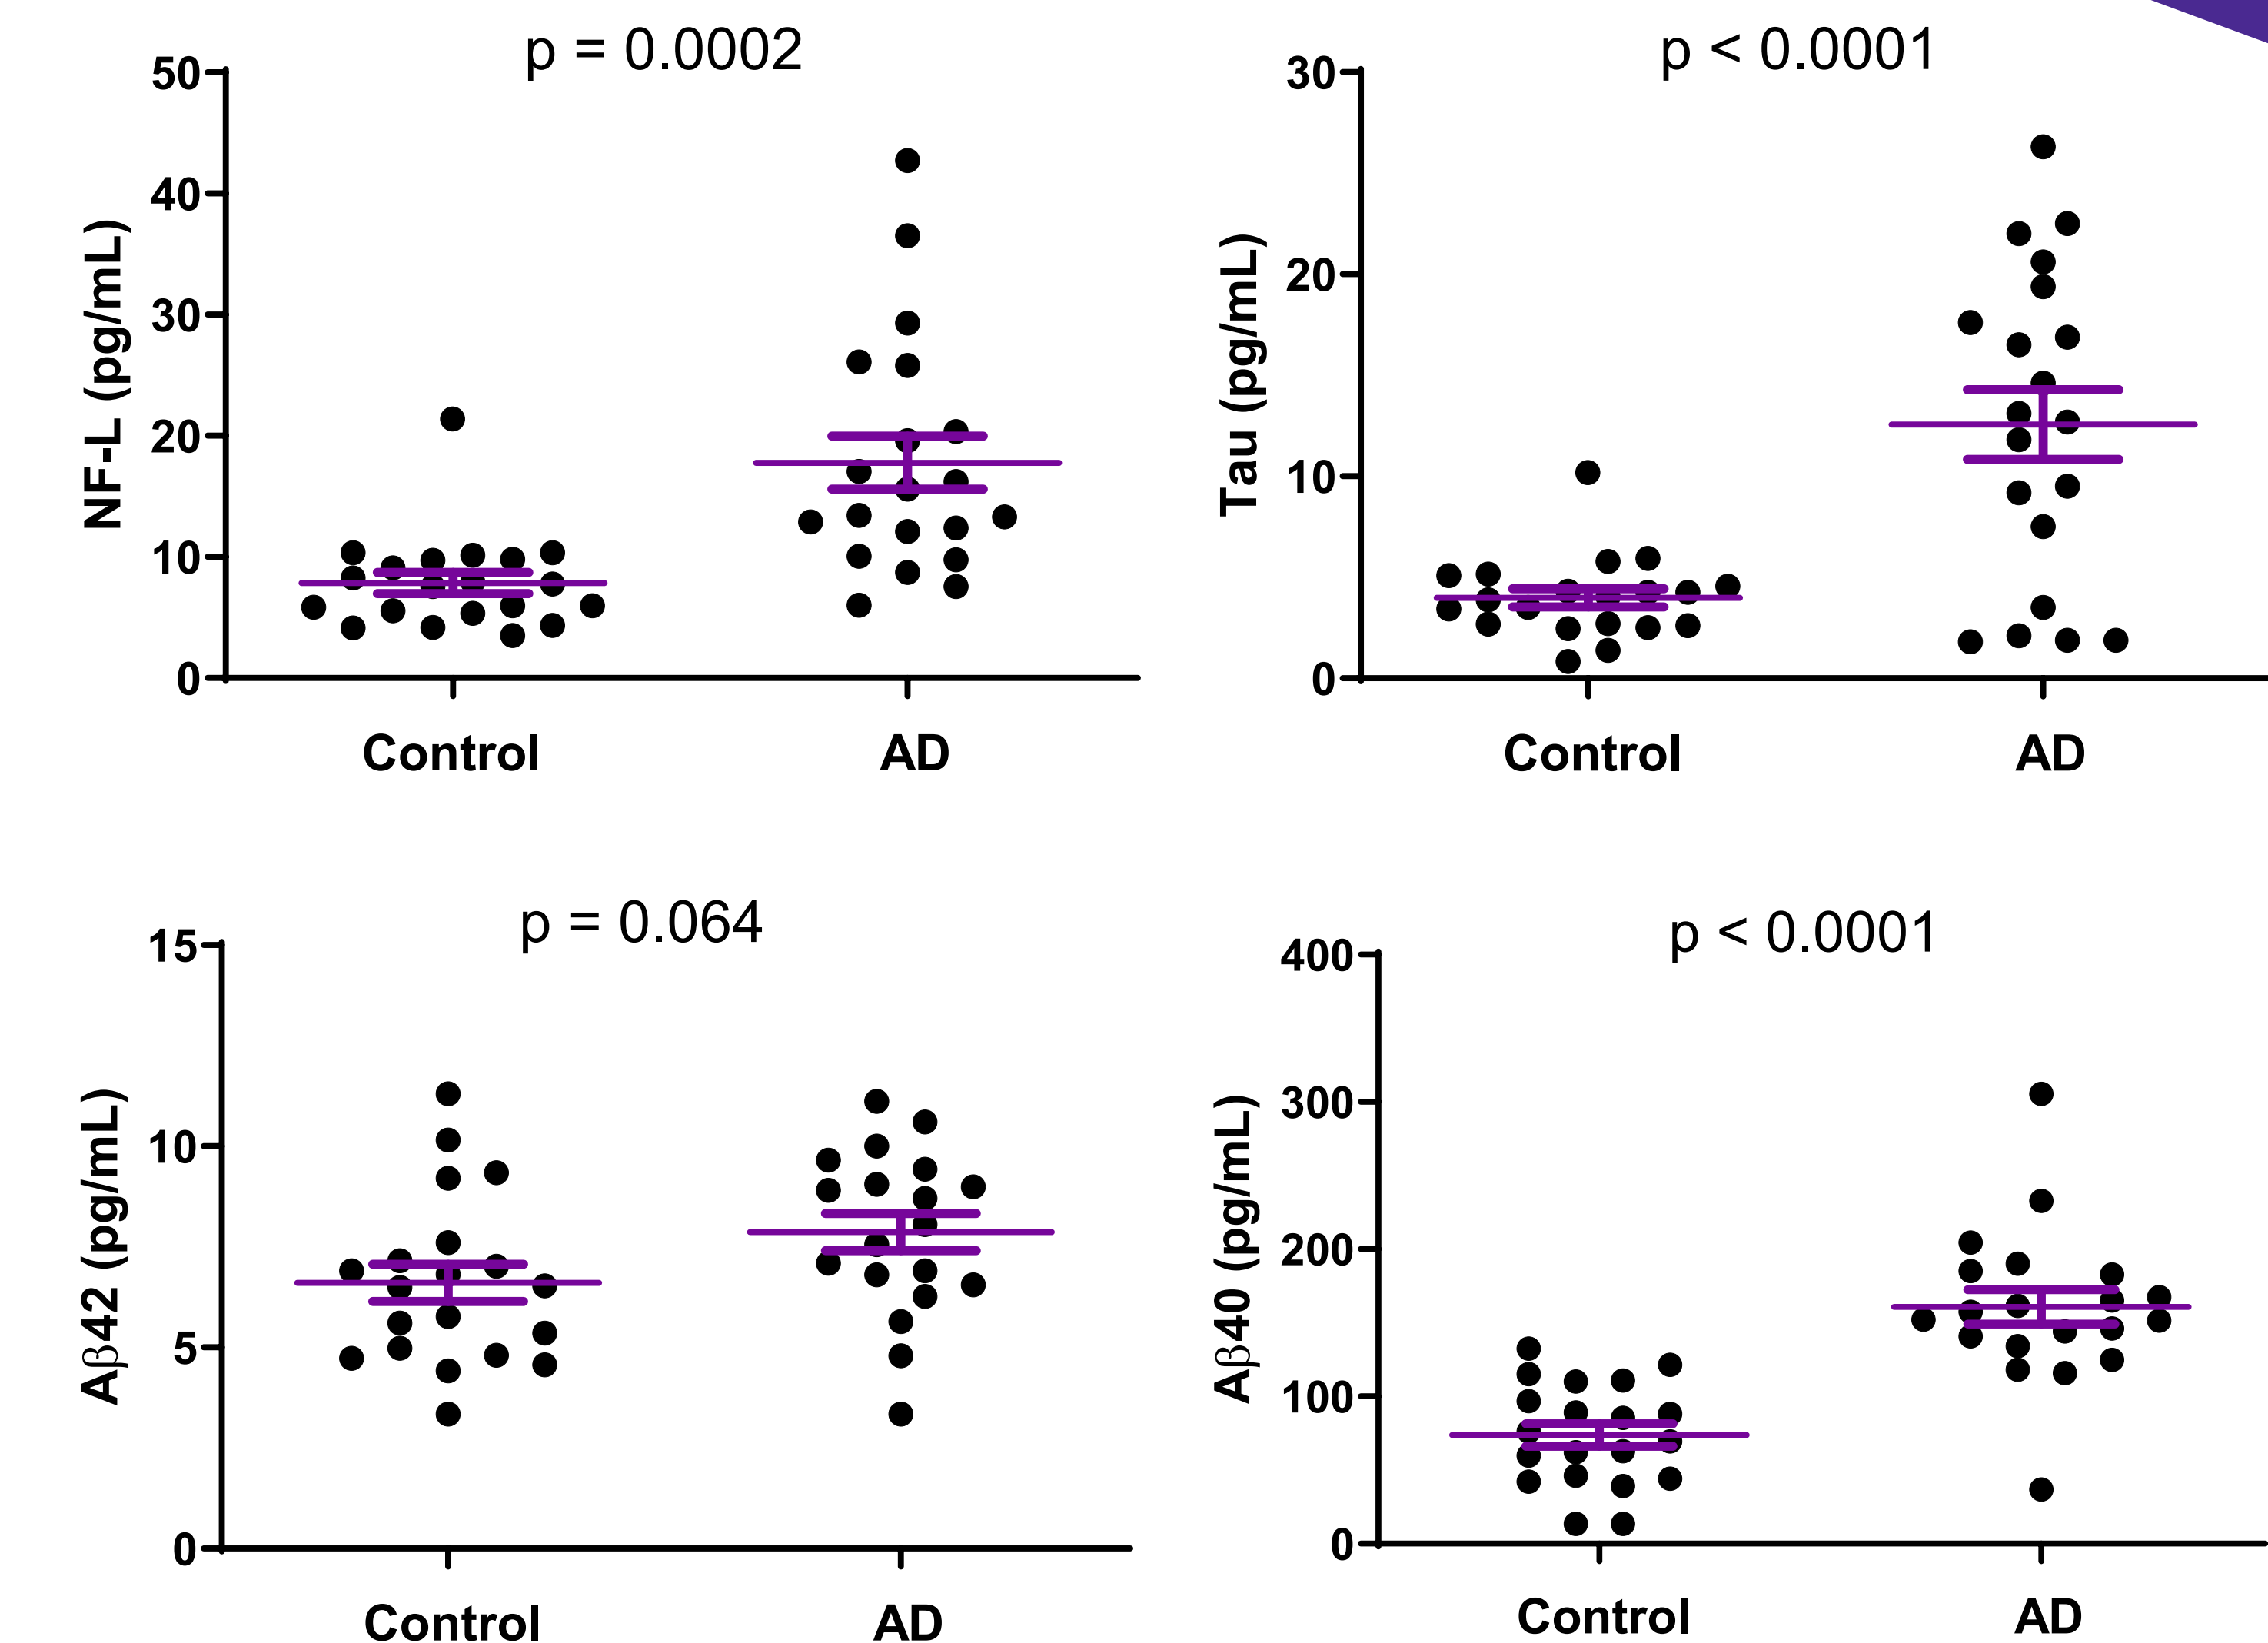 p = 0.0002
NF-L (pg/mL)
50
40
30
20
10
0
Control AD
p < 0.0001
Tau (pg/mL)
30
20
10
0
Control AD
p = 0.064
Aβ42 (pg/mL)
15
10
5
0
Control AD
p < 0.0001
Aβ40 (pg/mL)
400
300
200
100
0
Control AD